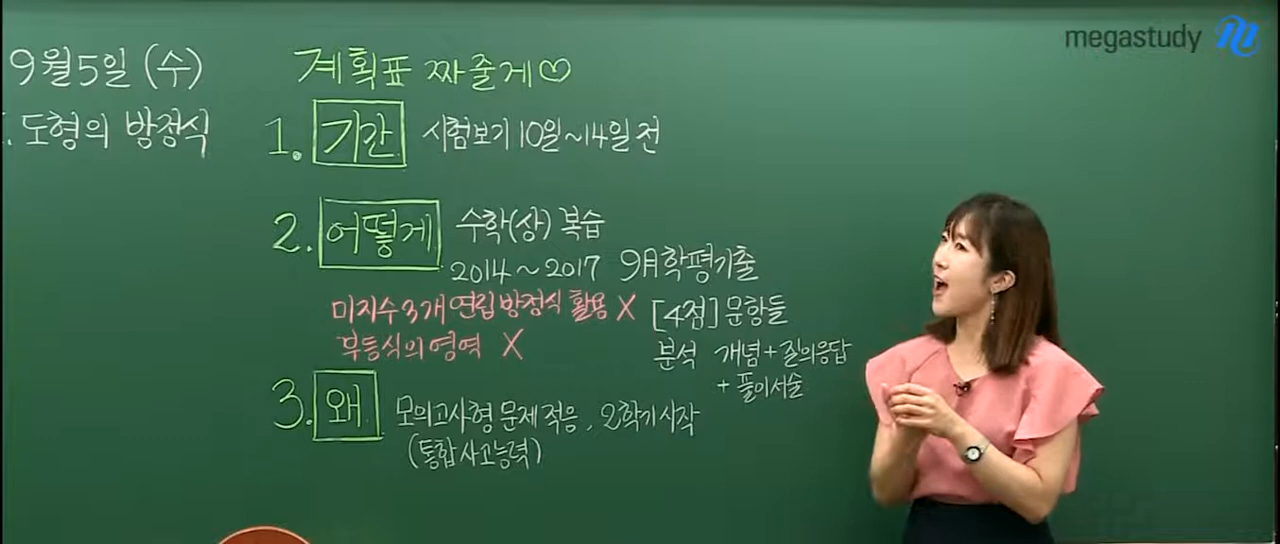 megastudy
9월 5일 (수)
도형의 방정식
계획표 짜줄게♡
1. 기간 시험보기 10일~14일 전
2. 어떻게 수학(상) 복습
2014 ~ 2017 9월 학평기출
미지수 3개 연립방정식 활용 X
[4점] 문항들
부등식의 영역 X
분석 개념 + 질의응답
+ 풀이서술
3. 왜 모의고사형 문제 적응, 2학기 시작
(통합 사고능력)